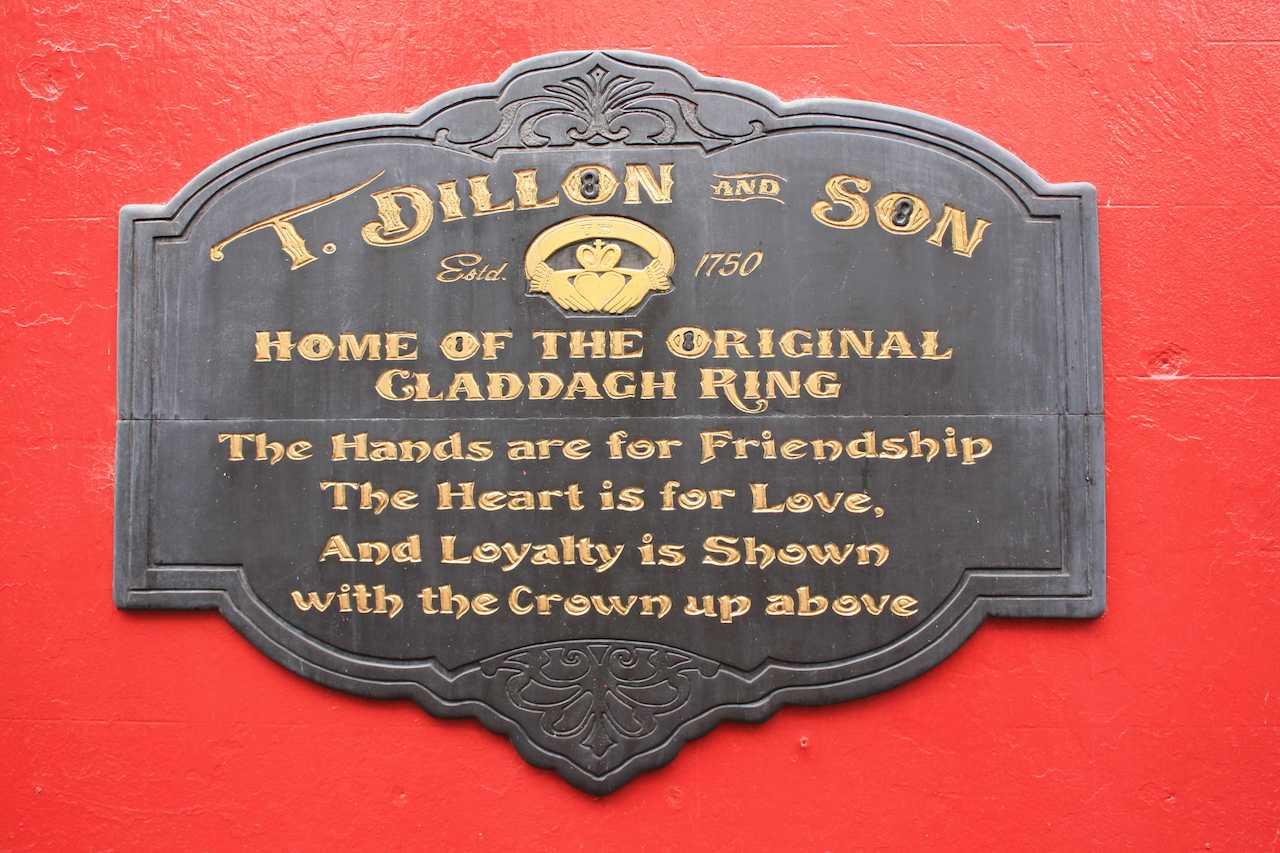 T. DILLON AND SON
Estd. 1750
HOME OF THE ORIGINAL
CLADDAGH RING
The Hands are for Friendship
The Heart is for Love,
And Loyalty is Shown
with the Crown up above